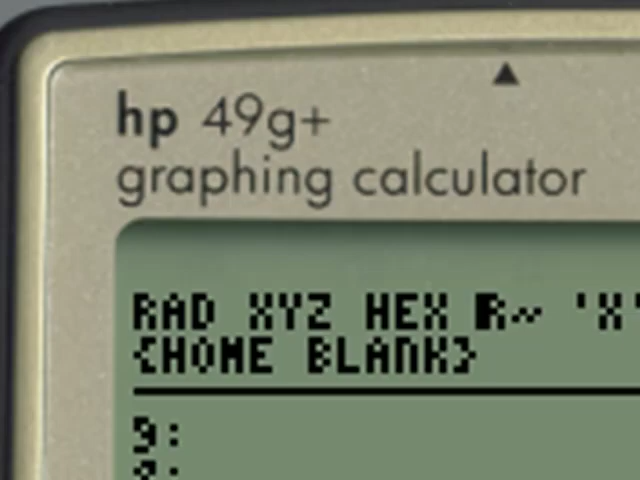 hp 49g+
graphing calculator
RAD XYZ HEX R~ 'X'
{HOME BLANK}
9: